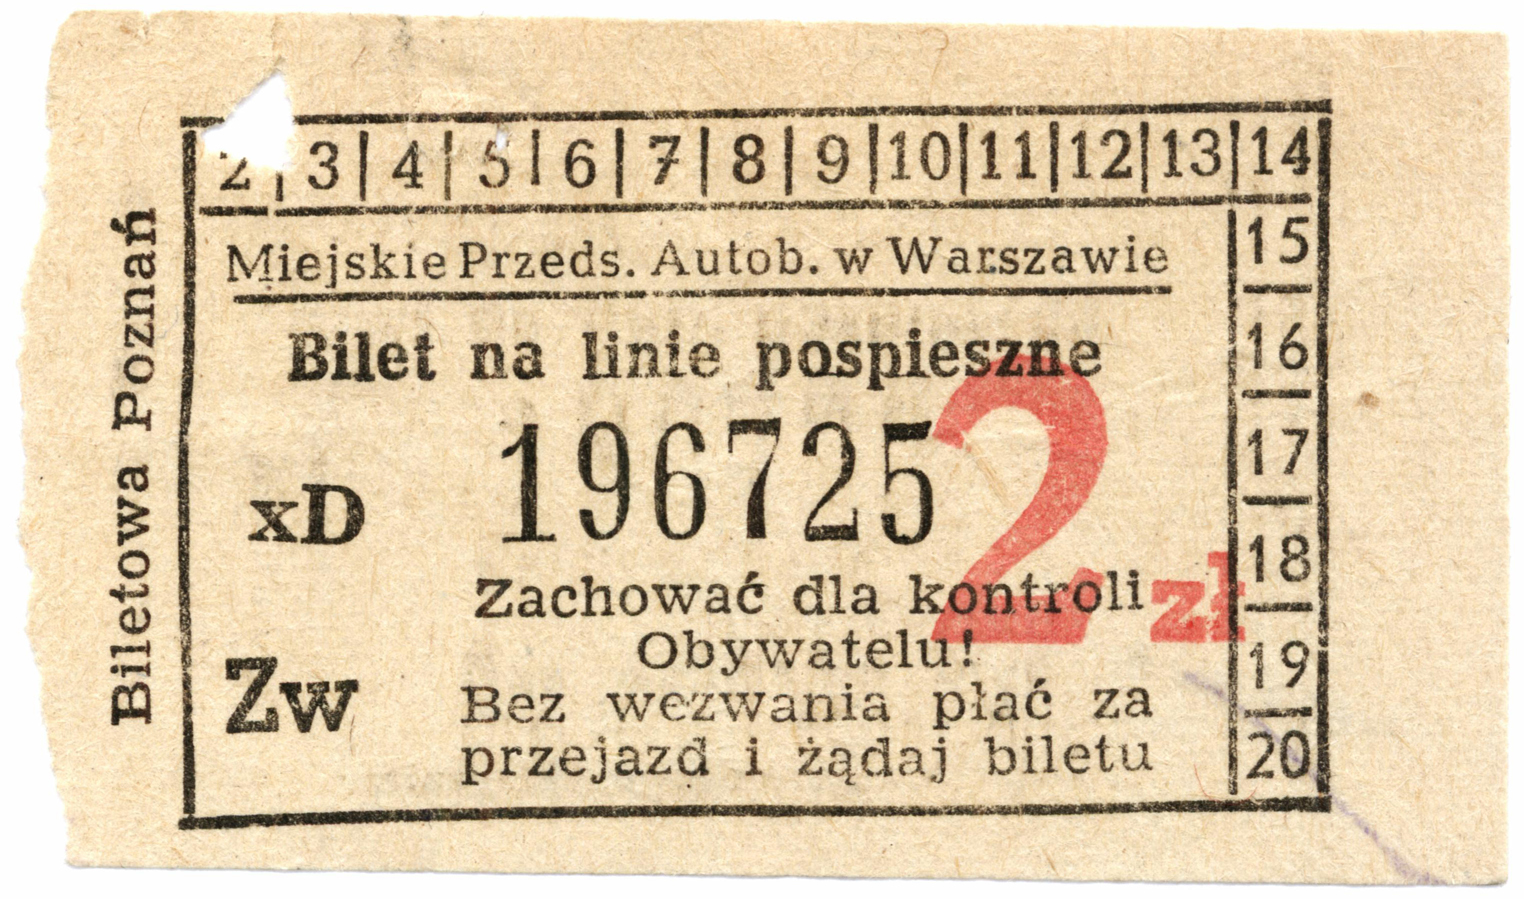 2 | 3 | 4 | 5 | 6 | 7 | 8 | 9 | 10 | 11 | 12 | 13 | 14
15
16
17
18
19
20
Miejskie Przeds. Autob. w Warszawie
Bilet na linie pospieszne
xD 196725
2 zł
Zachować dla kontroli
Obywatelu!
Zw
Bez wezwania płać za
przejazd i żądaj biletu
Biletowa Poznań